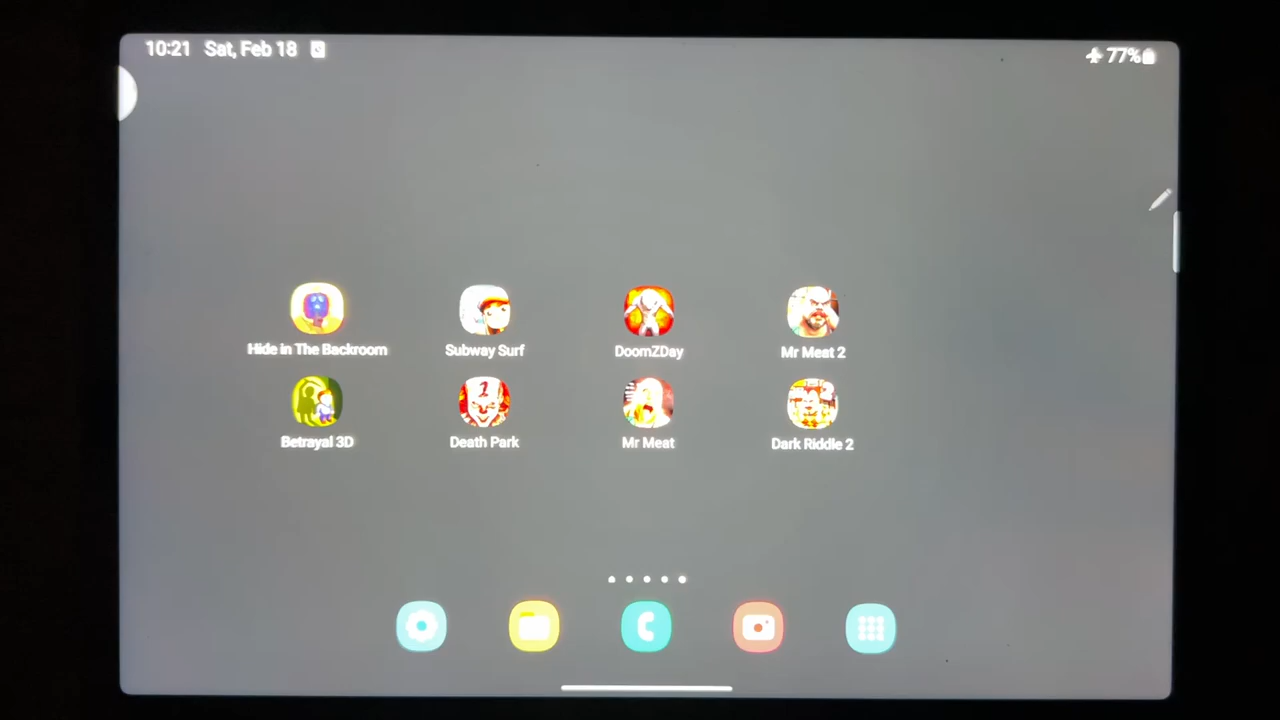 10:21 Sat, Feb 18
77%
Hide in The Backroom
Subway Surf
DoomZDay
Mr Meat 2
Betrayal 3D
Death Park
Mr Meat
Dark Riddle 2